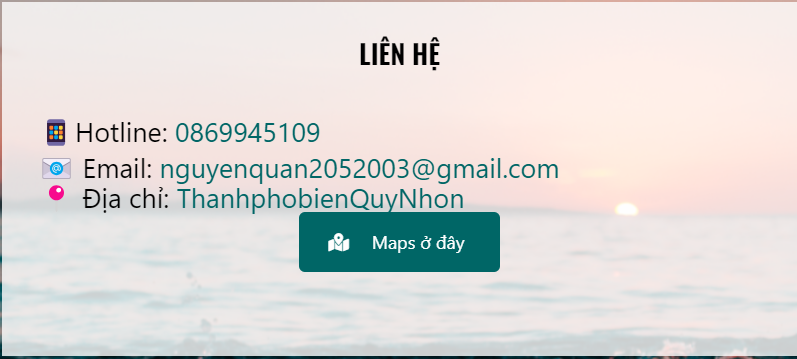 LIÊN HỆ
Hotline: 0869945109
Email: nguyenquan2052003@gmail.com
Địa chỉ: ThanhphobienQuyNhon
Maps ở đây